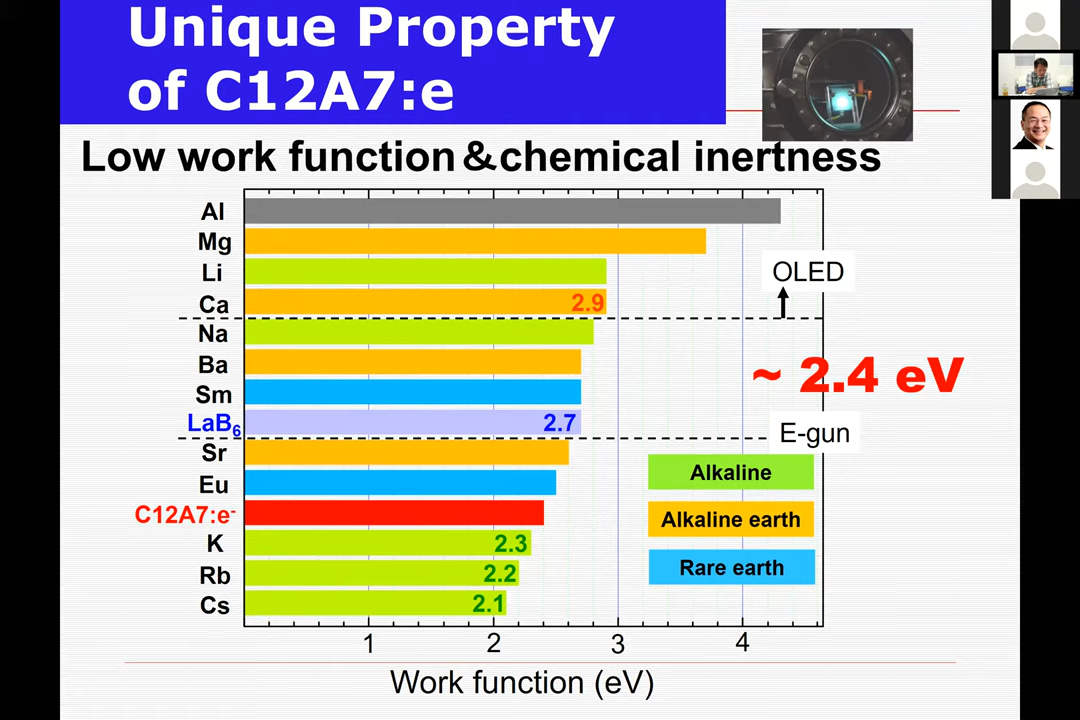 Unique Property
of C12A7:e
Low work function&chemical inertness
Al
Mg
Li
OLED
Ca 2.9
Na
Ba
~ 2.4 eV
Sm
LaB₆ 2.7
E-gun
Sr
Alkaline
Eu
C12A7:e⁻
Alkaline earth
K 2.3
Rb 2.2
Rare earth
Cs 2.1
1 2 3 4
Work function (eV)